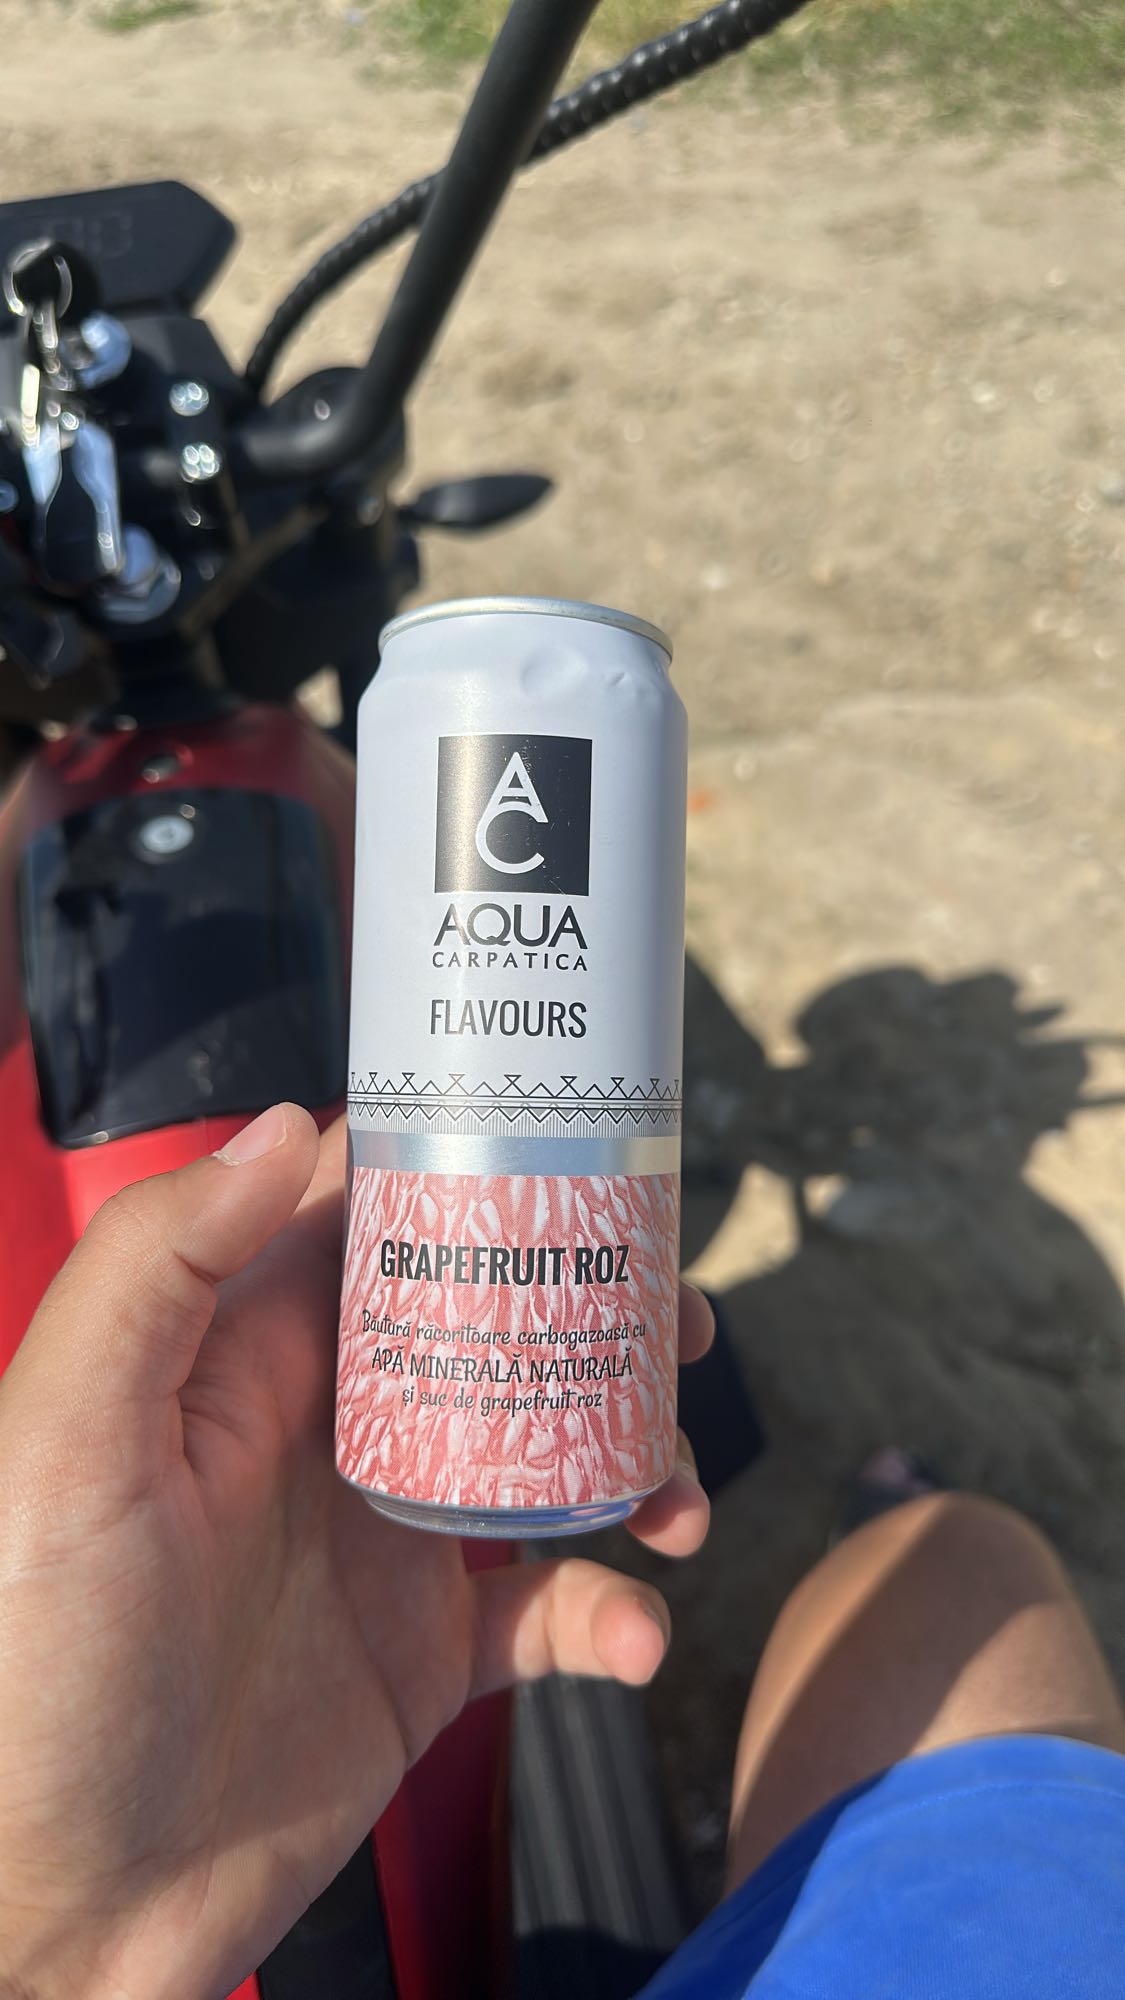 AC
AQUA
CARPATICA
FLAVOURS
GRAPEFRUIT ROZ
Băutură răcoritoare carbogazoasă cu
APĂ MINERALĂ NATURALĂ
și suc de grapefruit roz